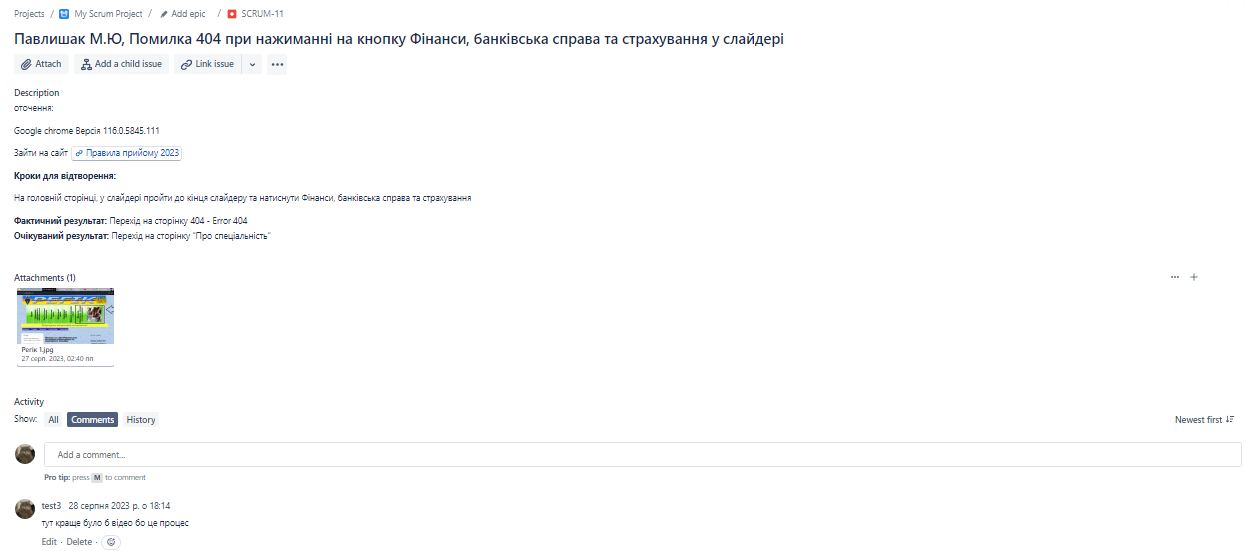 Projects / My Scrum Project / Add epic / SCRUM-11
Павлишак М.Ю, Помилка 404 при нажиманні на кнопку Фінанси, банківська справа та страхування у слайдері
Attach Add a child issue Link issue
Description
оточення:
Google chrome Версія 116.0.5845.111
Зайти на сайт Правила прийому 2023
Кроки для відтворення:
На головній сторінці, у слайдері пройти до кінця слайдеру та натиснути Фінанси, банківська справа та страхування
Фактичний результат: Перехід на сторінку 404 - Error 404
Очікуваний результат: Перехід на сторінку "Про спеціальність"
Attachments (1)
Регік 1.jpg
27 серп. 2023, 02:40 пп
Activity
Show: All Comments History Newest first
Add a comment...
Pro tip: press M to comment
test3 28 серпня 2023 р. о 18:14
тут краще було б відео бо це процес
Edit · Delete ·